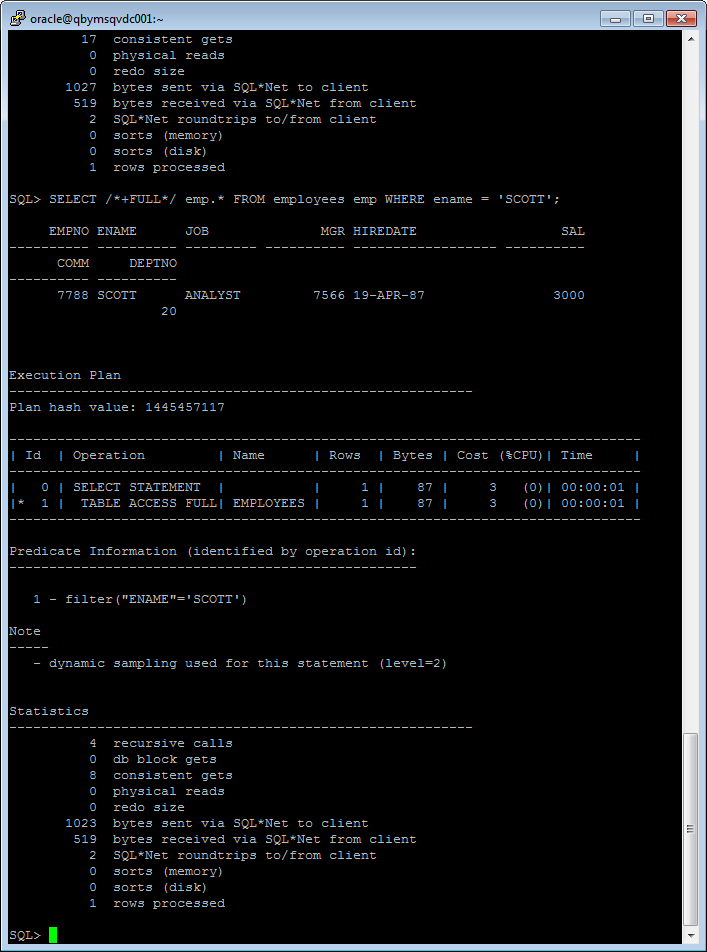 oracle@qbymsqvdc001:~
         17  consistent gets
          0  physical reads
          0  redo size
       1027  bytes sent via SQL*Net to client
        519  bytes received via SQL*Net from client
          2  SQL*Net roundtrips to/from client
          0  sorts (memory)
          0  sorts (disk)
          1  rows processed
SQL> SELECT /*+FULL*/ emp.* FROM employees emp WHERE ename = 'SCOTT';
     EMPNO ENAME      JOB              MGR HIREDATE                  SAL
---------- ---------- --------- ---------- ------------------ ----------
      COMM     DEPTNO
---------- ----------
      7788 SCOTT      ANALYST         7566 19-APR-87                3000
                   20
Execution Plan
----------------------------------------------------------
Plan hash value: 1445457117
-------------------------------------------------------------------------------
| Id  | Operation         | Name      | Rows  | Bytes | Cost (%CPU)| Time     |
-------------------------------------------------------------------------------
|   0 | SELECT STATEMENT  |           |     1 |    87 |     3   (0)| 00:00:01 |
|*  1 |  TABLE ACCESS FULL| EMPLOYEES |     1 |    87 |     3   (0)| 00:00:01 |
-------------------------------------------------------------------------------
Predicate Information (identified by operation id):
---------------------------------------------------
   1 - filter("ENAME"='SCOTT')
Note
-----
   - dynamic sampling used for this statement (level=2)
Statistics
----------------------------------------------------------
          4  recursive calls
          0  db block gets
          8  consistent gets
          0  physical reads
          0  redo size
       1023  bytes sent via SQL*Net to client
        519  bytes received via SQL*Net from client
          2  SQL*Net roundtrips to/from client
          0  sorts (memory)
          0  sorts (disk)
          1  rows processed
SQL>